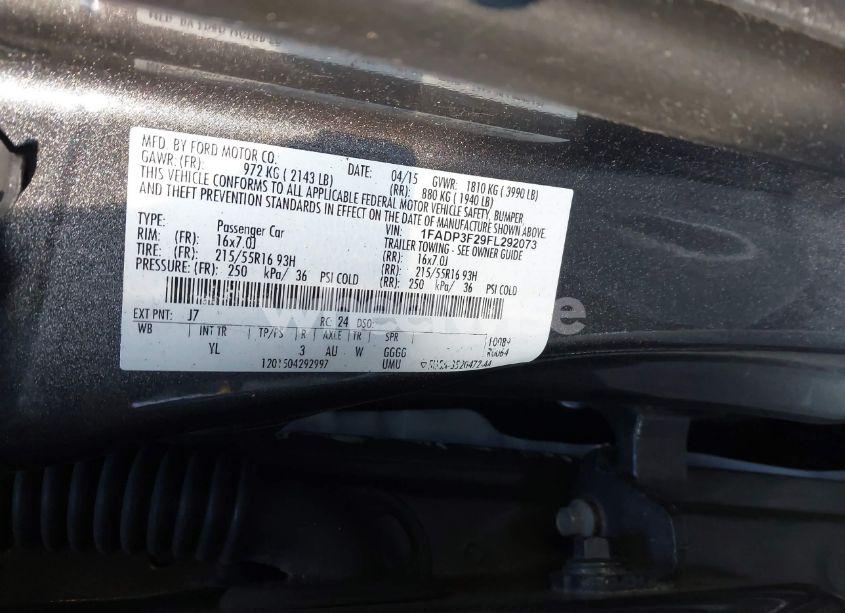 MFD. BY FORD MOTOR CO.
DATE: 04/15 GVWR: 1810 KG ( 3990 LB)
GAWR: (FR): 972 KG ( 2143 LB) (RR): 880 KG ( 1940 LB)
THIS VEHICLE CONFORMS TO ALL APPLICABLE FEDERAL MOTOR VEHICLE SAFETY, BUMPER
AND THEFT PREVENTION STANDARDS IN EFFECT ON THE DATE OF MANUFACTURE SHOWN ABOVE.
VIN: 1FADP3F29FL292073
TYPE: Passenger Car TRAILER TOWING - SEE OWNER GUIDE
RIM: (FR) 16x7.0J (RR): 16x7.0J
TIRE: (FR) 215/55R16 93H (RR) 215/55R16 93H
PRESSURE: (FR) 250 kPa/ 36 PSI COLD (RR) 250 kPa/ 36 PSI COLD
EXT PNT: J7 RC: 24 DSO:
WB INT TR TP/PS R AXLE TR SPR
YL 3 AU W GGGG
UMU